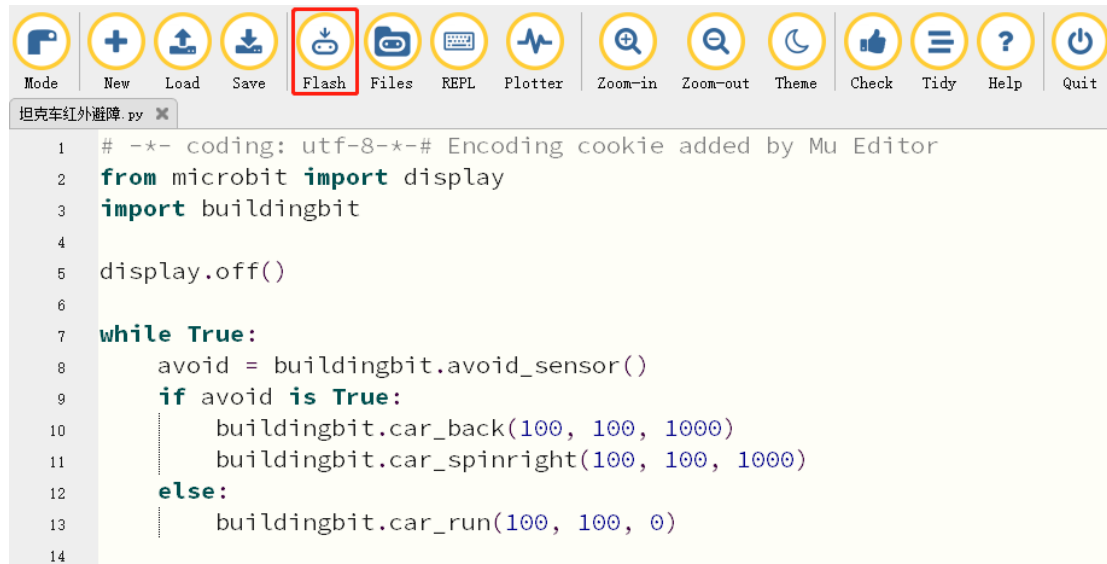 Mode New Load Save Flash Files REPL Plotter Zoom-in Zoom-out Theme Check Tidy Help Quit
坦克车红外避障.py
1 # -*- coding: utf-8-*-# Encoding cookie added by Mu Editor
2 from microbit import display
3 import buildingbit
4
5 display.off()
6
7 while True:
8     avoid = buildingbit.avoid_sensor()
9     if avoid is True:
10         buildingbit.car_back(100, 100, 1000)
11         buildingbit.car_spinright(100, 100, 1000)
12     else:
13         buildingbit.car_run(100, 100, 0)
14